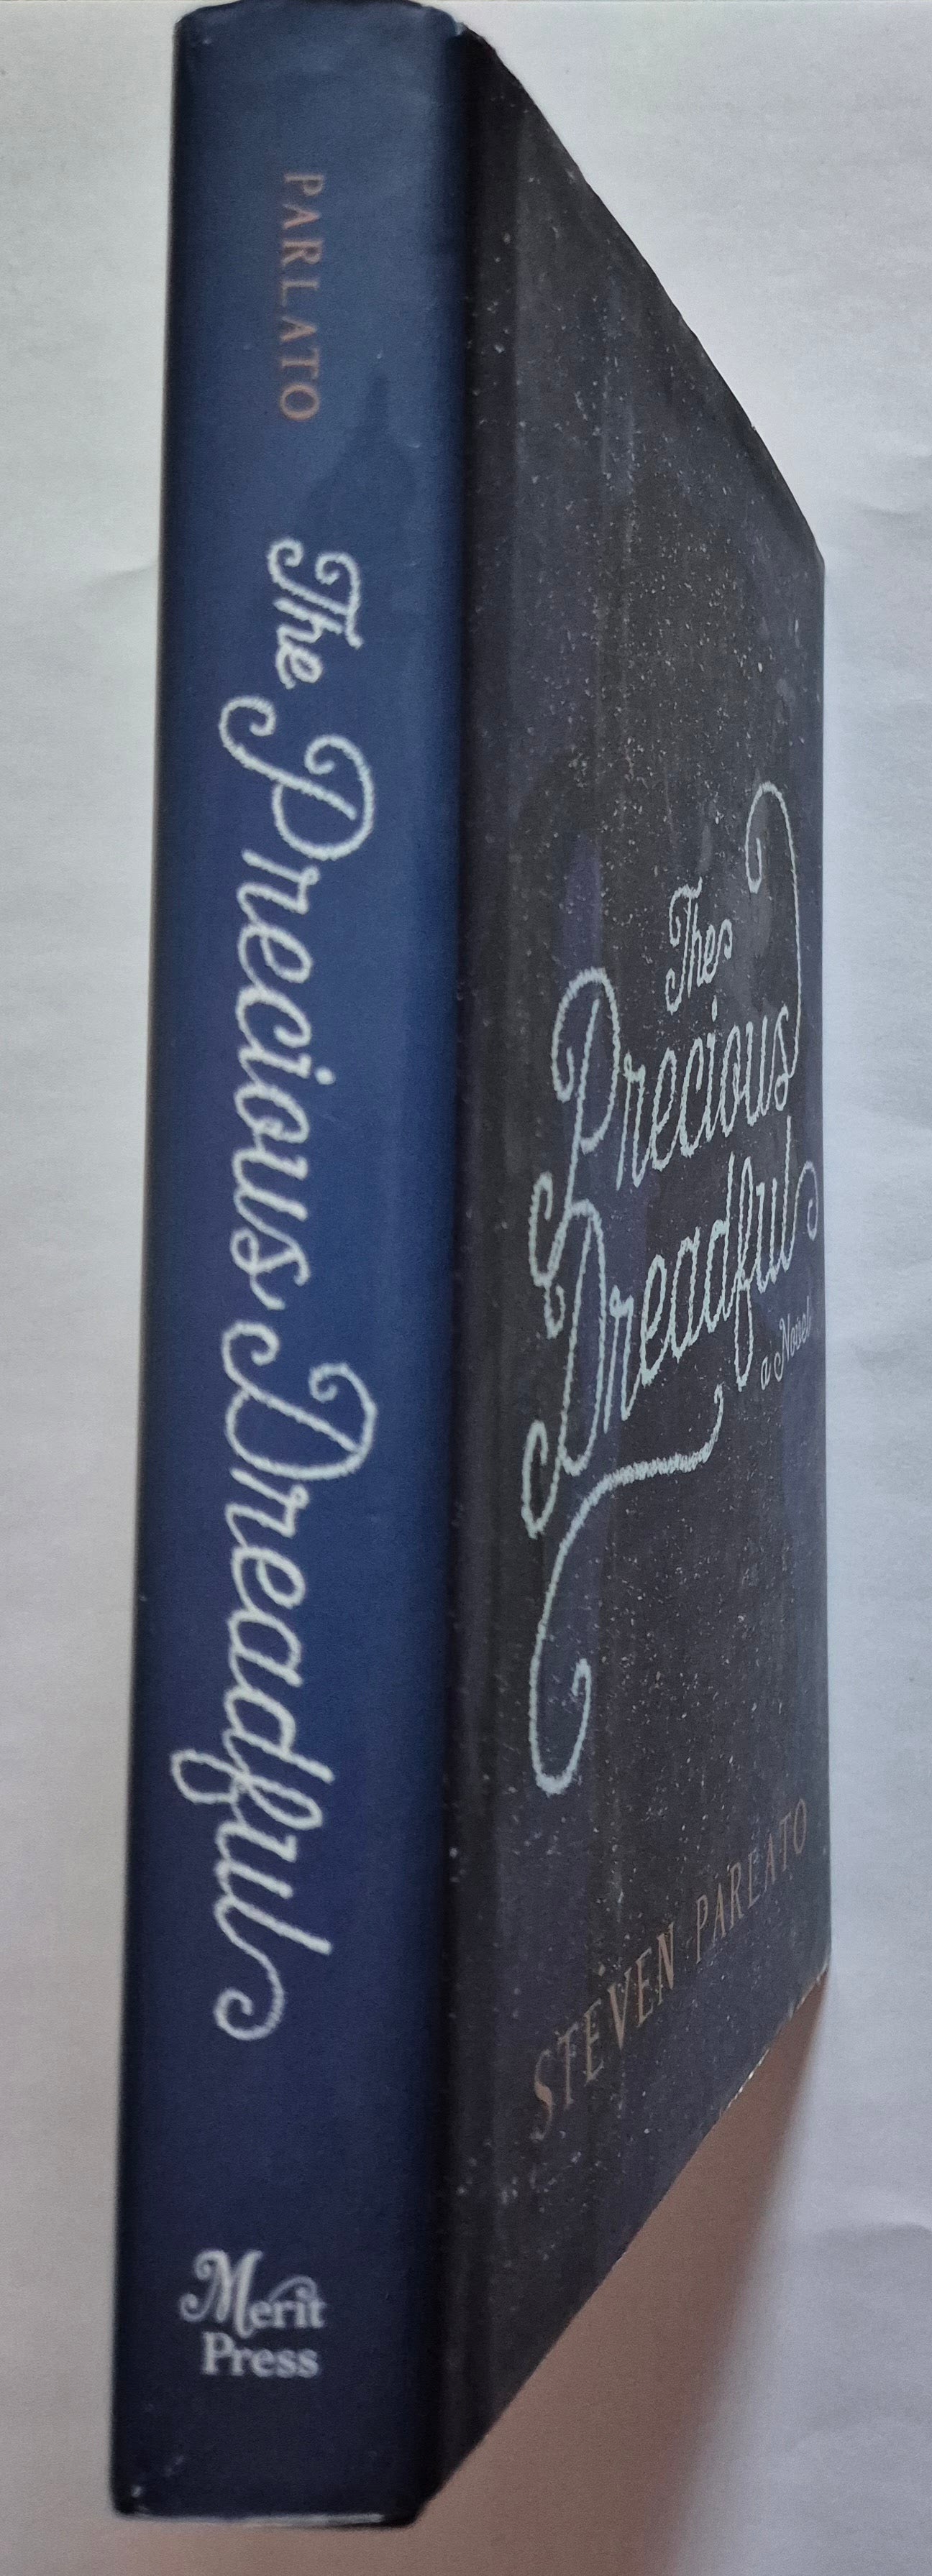 PARLATO
The Precious Dreadful
Merit
Press
The
Precious
Dreadful
a Novel
STEVEN PARLATO